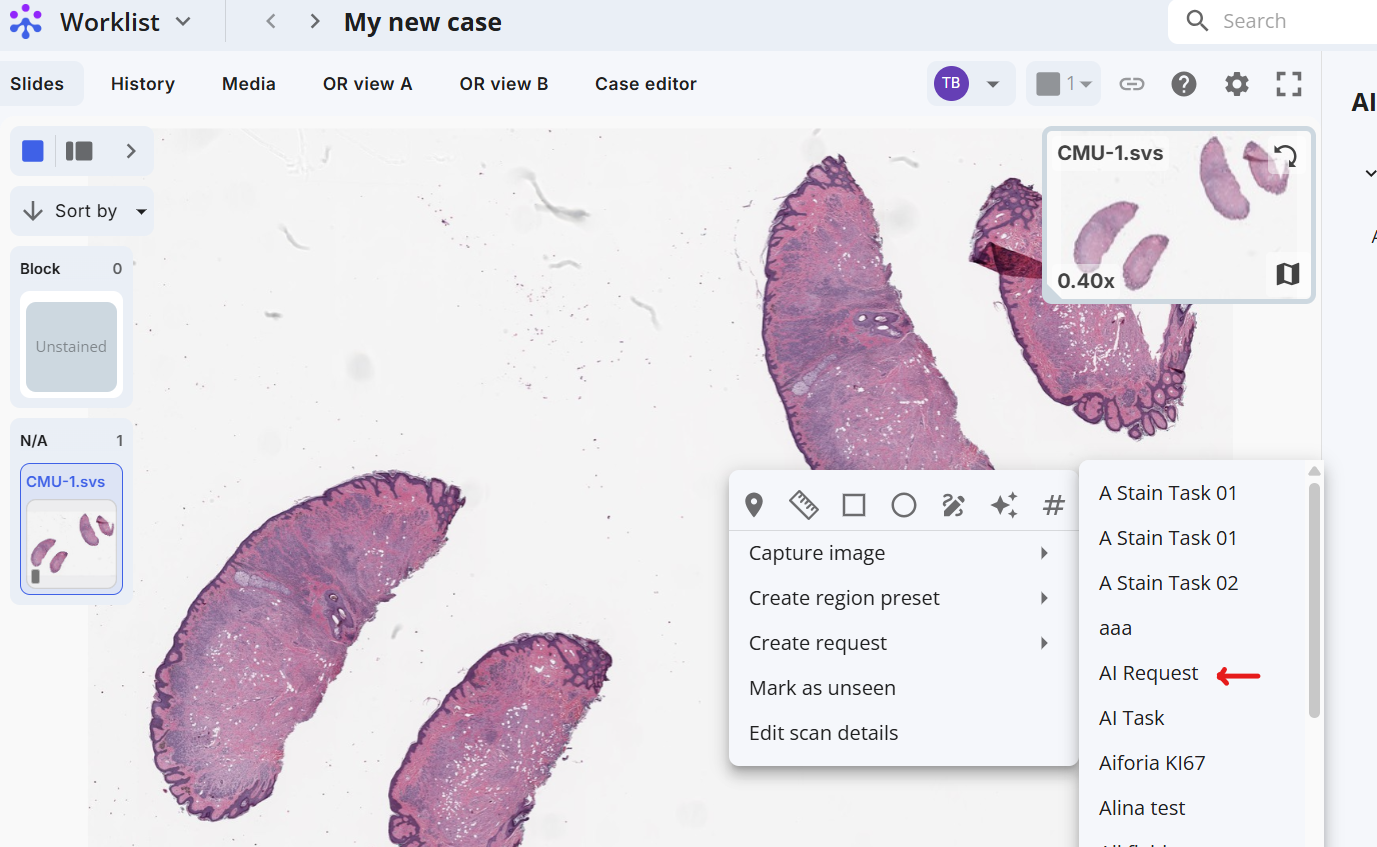 Worklist
My new case
Search
Slides
History
Media
OR view A
OR view B
Case editor
TB
1
AI
Sort by
CMU-1.svs
0.40x
Block 0
Unstained
N/A 1
CMU-1.svs
Capture image
Create region preset
Create request
Mark as unseen
Edit scan details
A Stain Task 01
A Stain Task 01
A Stain Task 02
aaa
AI Request
AI Task
Aiforia KI67
Alina test